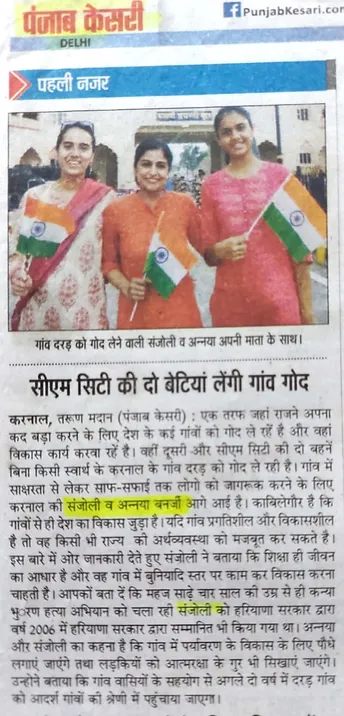 पंजाब केसरी
DELHI
f PunjabKesari.com
पहली नजर
गांव दरड़ को गोद लेने वाली संजोली व अन्नया अपनी माता के साथ।
सीएम सिटी की दो बेटियां लेंगी गांव गोद
करनाल, तरूण मदान (पंजाब केसरी) : एक तरफ जहां राजने अपना
कद बड़ा करने के लिए देश के कई गांवों को गोद ले रहें है और वहां
विकास कार्य करवा रहे है। वहीं दूसरी और सीएम सिटी की दो बहनें
बिना किसी स्वार्थ के करनाल के गांव दरड़ को गोद ले रही है। गांव में
साक्षरता से लेकर साफ-सफाई तक लोगों को जागरूक करने के लिए
करनाल की संजोली व अन्नया बनर्जी आगे आई है। काबिलेगौर है कि
गांवों से ही देश का विकास जुड़ा है। यदि गांव प्रगतिशील और विकासशील
है तो वह किसी भी राज्य की अर्थव्यवस्था को मजबूत कर सकते है।
इस बारे में ओर जानकारी देते हुए संजोली ने बताया कि शिक्षा ही जीवन
का आधार है और वह गांव में बुनियादि स्तर पर काम कर विकास करना
चाहती है। आपकों बता दें कि महज साढ़े चार साल की उम्र से ही कन्या
भु्रण हत्या अभियान को चला रही संजोली को हरियाणा सरकार द्वारा
वर्ष 2006 में हरियाणा सरकार द्वारा सम्मानित भी किया गया था। अन्नया
और संजोली का कहना है कि गांव में पर्यावरण के विकास के लिए पौधे
लगाएं जाएंगे तथा लड़कियों को आत्मरक्षा के गुर भी सिखाएं जाएंगे।
उन्होने बताया कि गांव वासियों के सहयोग से अगले दो वर्ष में दरड़ गांव
को आदर्श गांवों की श्रेणी में पहुंचाया जाएगा।